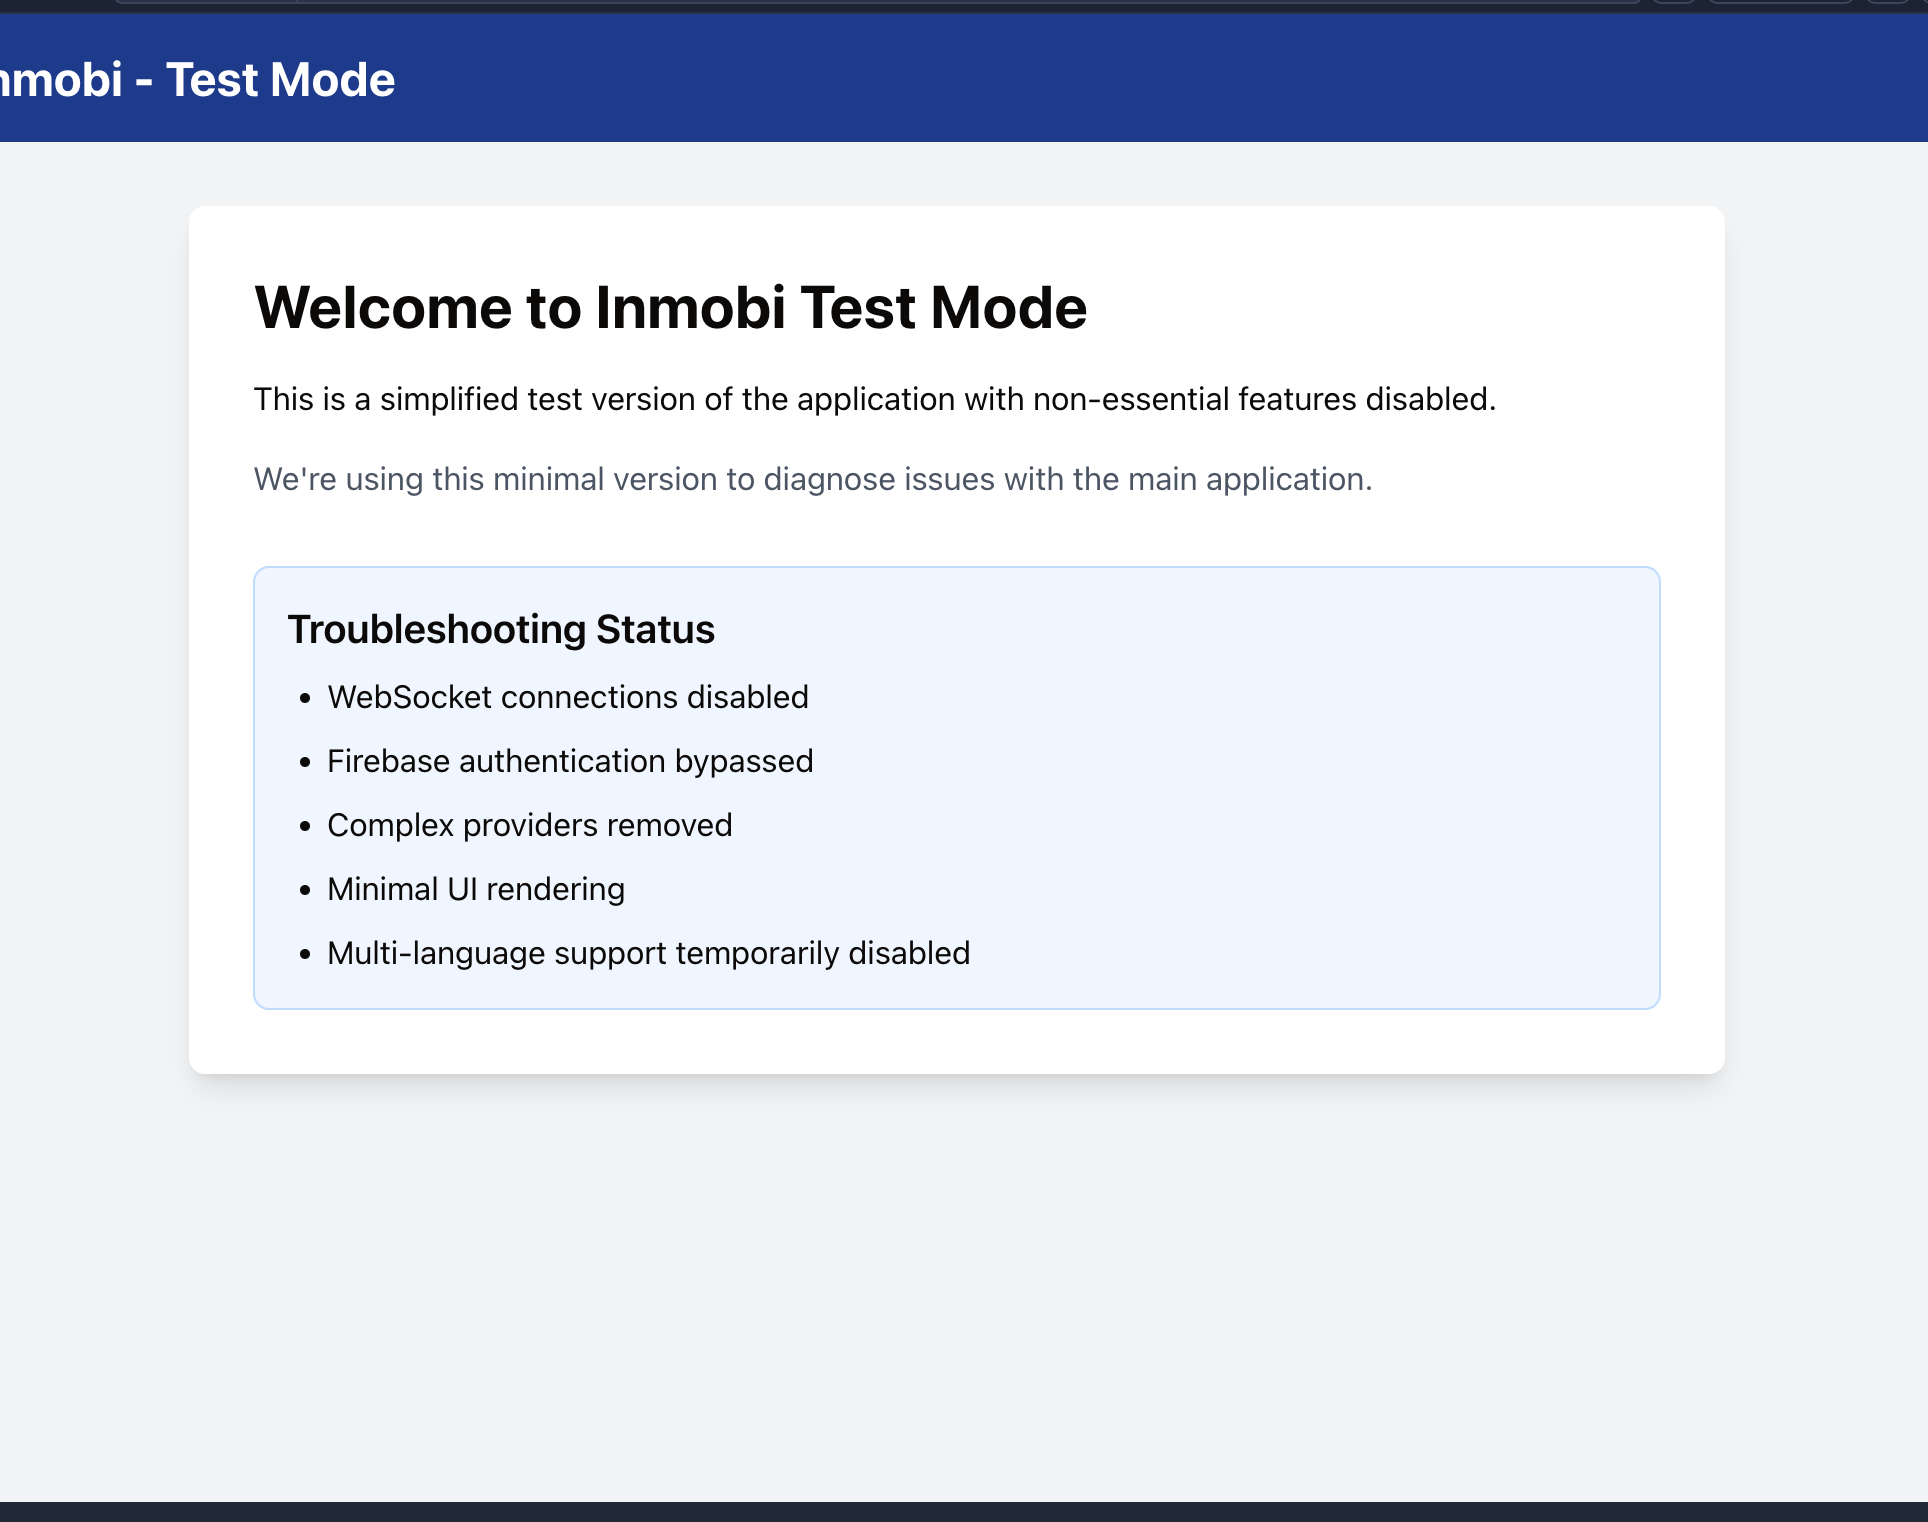 nmobi - Test Mode
Welcome to Inmobi Test Mode
This is a simplified test version of the application with non-essential features disabled.
We're using this minimal version to diagnose issues with the main application.
Troubleshooting Status
• WebSocket connections disabled
• Firebase authentication bypassed
• Complex providers removed
• Minimal UI rendering
• Multi-language support temporarily disabled